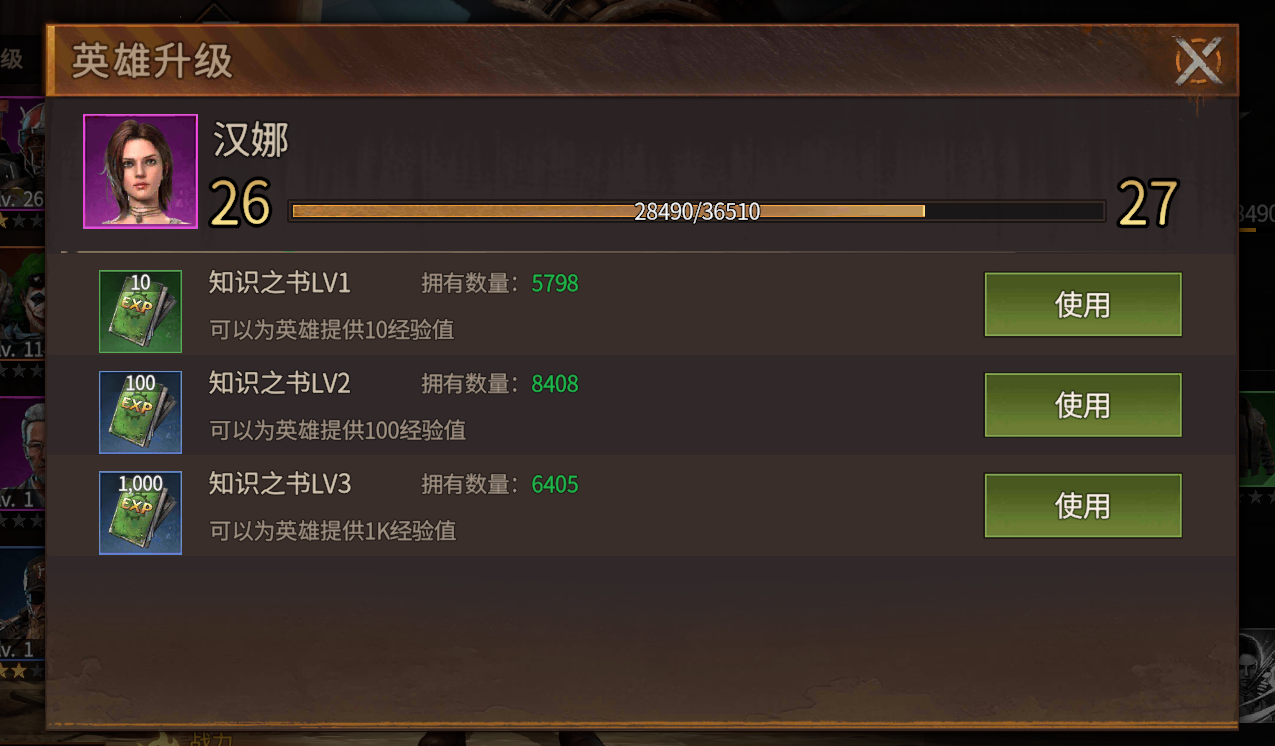 英雄升级
级
汉娜
26
28490/36510
27
lv. 26
10
EXP
知识之书LV1
拥有数量：5798
使用
可以为英雄提供10经验值
lv. 11
100
EXP
知识之书LV2
拥有数量：8408
使用
可以为英雄提供100经验值
1,000
EXP
知识之书LV3
拥有数量：6405
使用
可以为英雄提供1K经验值
lv. 1
lv. 1
战力